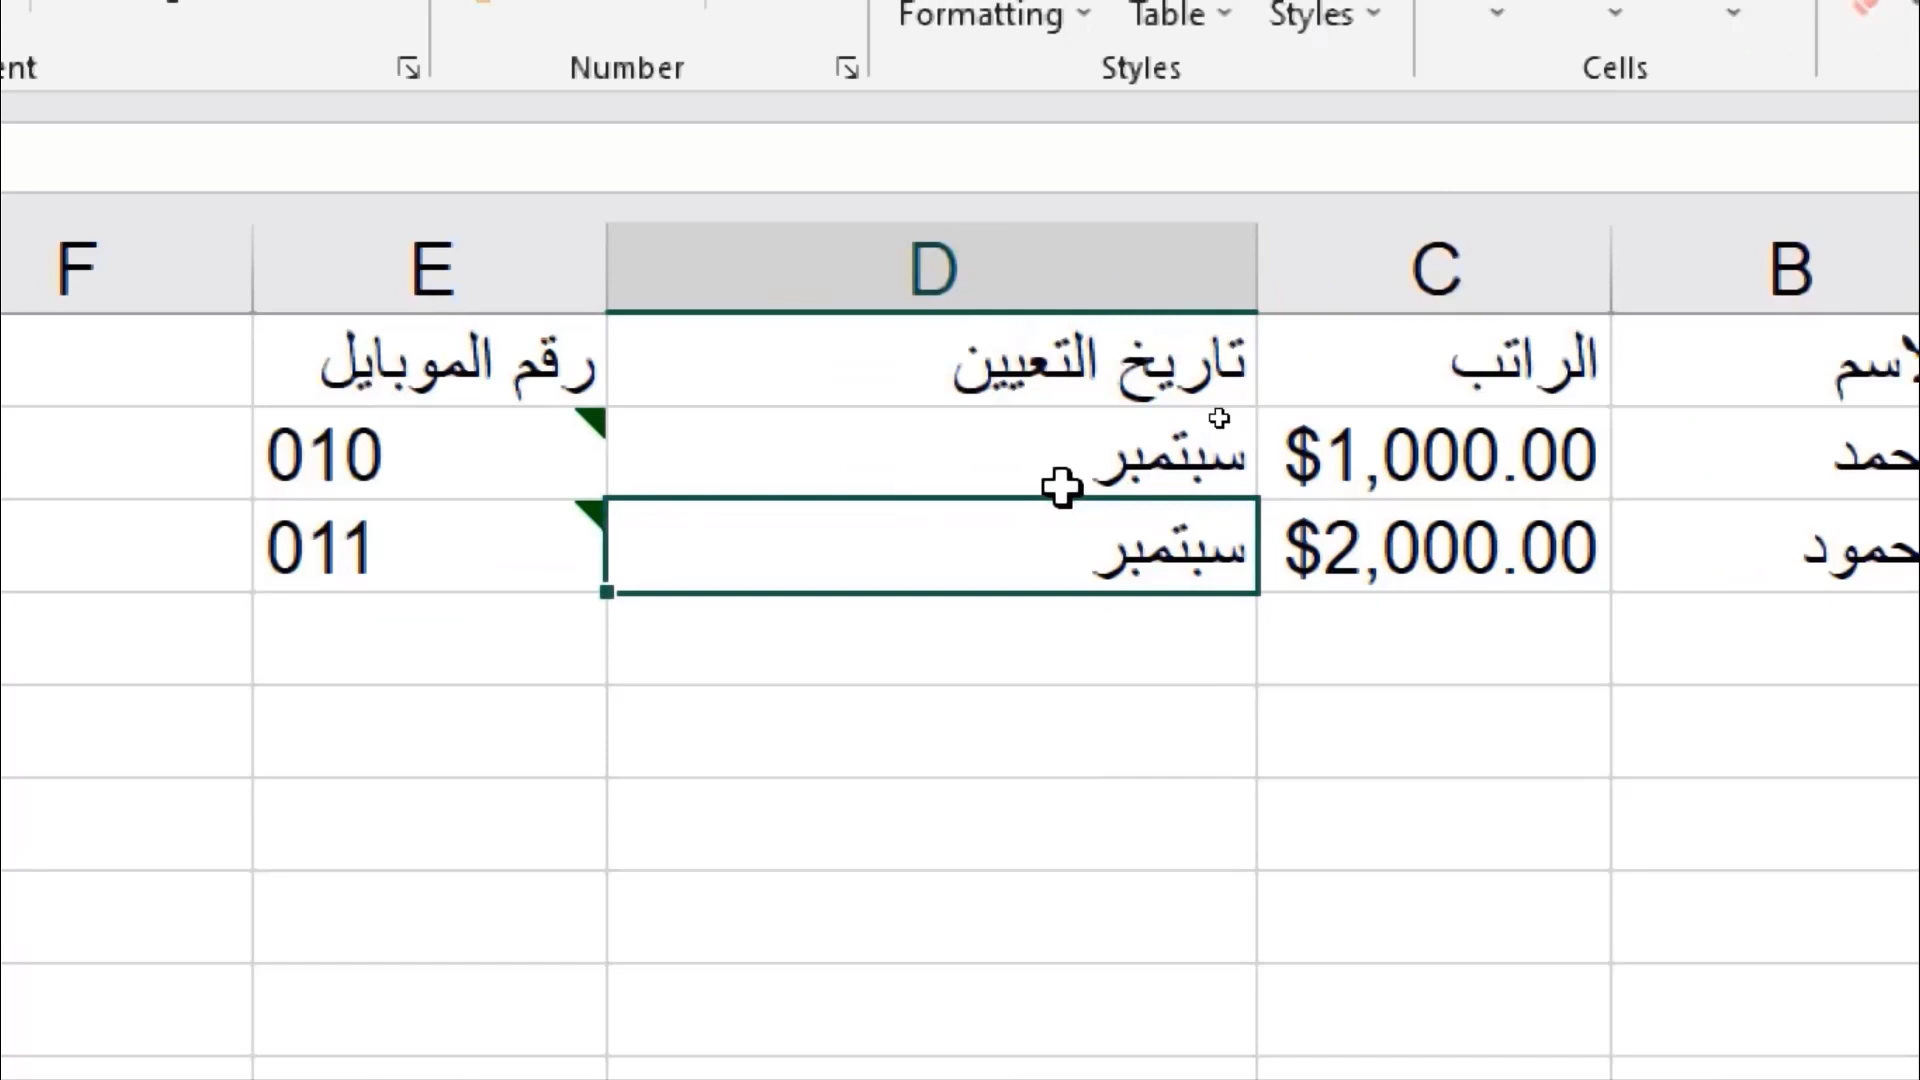 Formatting Table Styles
Number Styles Cells
F E D C B
تاريخ التعيين الراتب رقم الموبايل
010 سبتمبر $1,000.00
011 سبتمبر $2,000.00